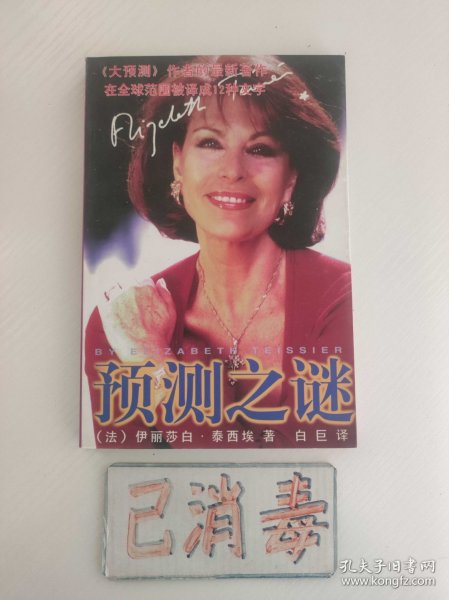 《大预测》作者的最新著作
在全球范围被译成12种文字
Elizabeth Teissier
BY ELIZABETH TEISSIER
预测之谜
(法)伊丽莎白·泰西埃 著 白巨 译
已消毒
孔夫子旧书网
www.kongfz.com